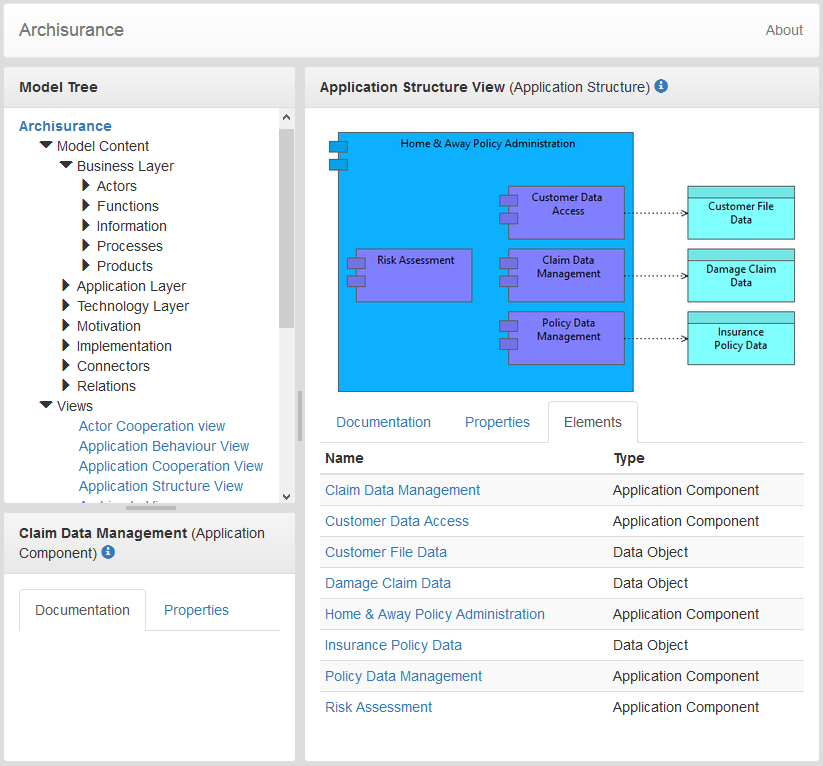 Archisurance
About
Model Tree
Archisurance
Model Content
Business Layer
Actors
Functions
Information
Processes
Products
Application Layer
Technology Layer
Motivation
Implementation
Connectors
Relations
Views
Actor Cooperation view
Application Behaviour View
Application Cooperation View
Application Structure View
Claim Data Management (Application
Component)
Documentation Properties
Application Structure View (Application Structure)
Home & Away Policy Administration
Customer Data
Access
Customer File
Data
Risk Assessment
Claim Data
Management
Damage Claim
Data
Policy Data
Management
Insurance
Policy Data
Documentation Properties Elements
Name Type
Claim Data Management Application Component
Customer Data Access Application Component
Customer File Data Data Object
Damage Claim Data Data Object
Home & Away Policy Administration Application Component
Insurance Policy Data Data Object
Policy Data Management Application Component
Risk Assessment Application Component